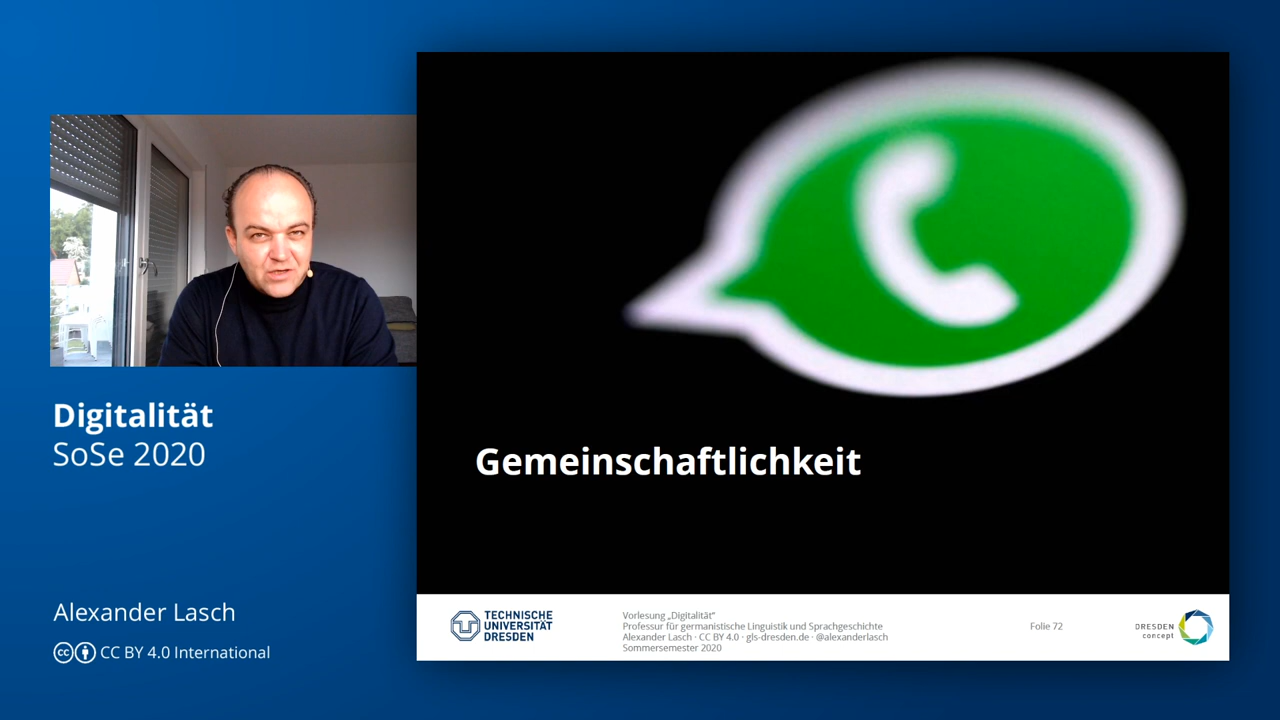 Digitalität
SoSe 2020
Alexander Lasch
CC BY 4.0 International
Gemeinschaftlichkeit
TECHNISCHE
UNIVERSITÄT
DRESDEN
Vorlesung „Digitalität“
Professur für germanistische Linguistik und Sprachgeschichte
Alexander Lasch · CC BY 4.0 · gls-dresden.de · @alexanderlasch
Sommersemester 2020
Folie 72
DRESDEN
concept